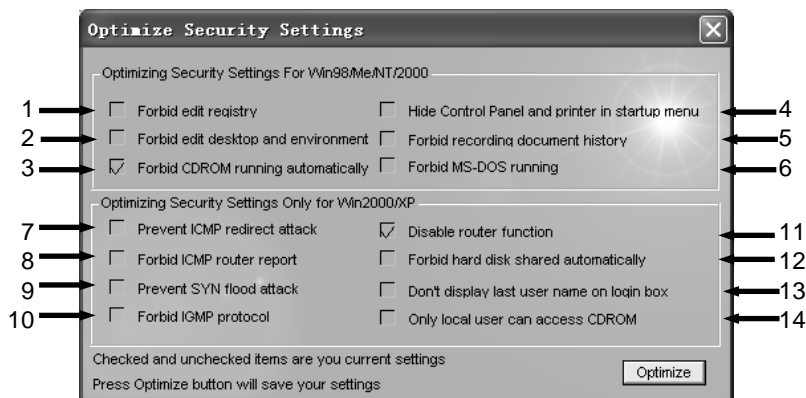 Optimize Security Settings
Optimizing Security Settings For Win98/Me/NT/2000
1 Forbid edit registry
2 Forbid edit desktop and environment
3 Forbid CDROM running automatically
Hide Control Panel and printer in startup menu 4
Forbid recording document history 5
Forbid MS-DOS running 6
Optimizing Security Settings Only for Win2000/XP
7 Prevent ICMP redirect attack
8 Forbid ICMP router report
9 Prevent SYN flood attack
10 Forbid IGMP protocol
Disable router function 11
Forbid hard disk shared automatically 12
Don't display last user name on login box 13
Only local user can access CDROM 14
Checked and unchecked items are you current settings
Press Optimize button will save your settings
Optimize